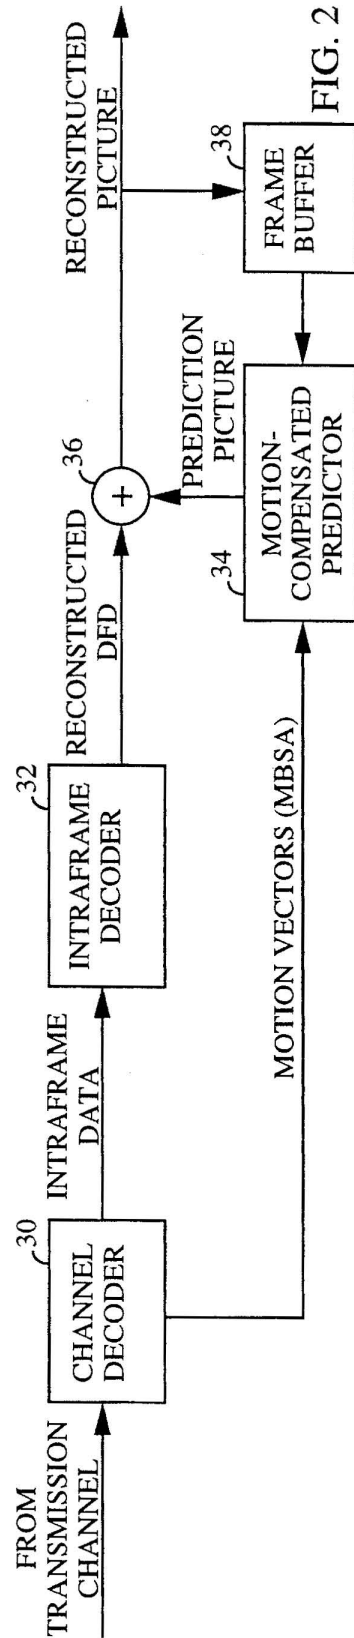 FROM
TRANSMISSION
CHANNEL
30
CHANNEL
DECODER
INTRAFRAME
DATA
32
INTRAFRAME
DECODER
RECONSTRUCTED
DFD
36
+
RECONSTRUCTED
PICTURE
MOTION VECTORS (MBSA)
34
MOTION-
COMPENSATED
PREDICTOR
PREDICTION
PICTURE
38
FRAME
BUFFER
FIG. 2